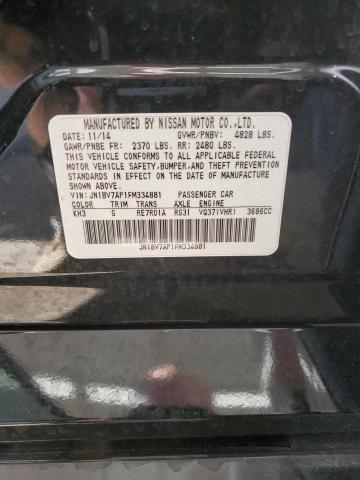 MANUFACTURED BY NISSAN MOTOR CO.,LTD.
DATE: 11/14 GVWR/PNBV: 4828 LBS.
GAWR/PNBE FR: 2370 LBS. RR: 2480 LBS.
THIS VEHICLE CONFORMS TO ALL APPLICABLE FEDERAL
MOTOR VEHICLE SAFETY,BUMPER,AND THEFT PREVENTION
STANDARDS IN EFFECT ON THE DATE OF MANUFACTURE
SHOWN ABOVE.
VIN: JN1BV7AP1FM334881 PASSENGER CAR
COLOR TRIM TRANS AXLE ENGINE
KH3 G RE7R01A RG31 VQ37(VHR) 3696CC
JN1BV7AP1FM334881